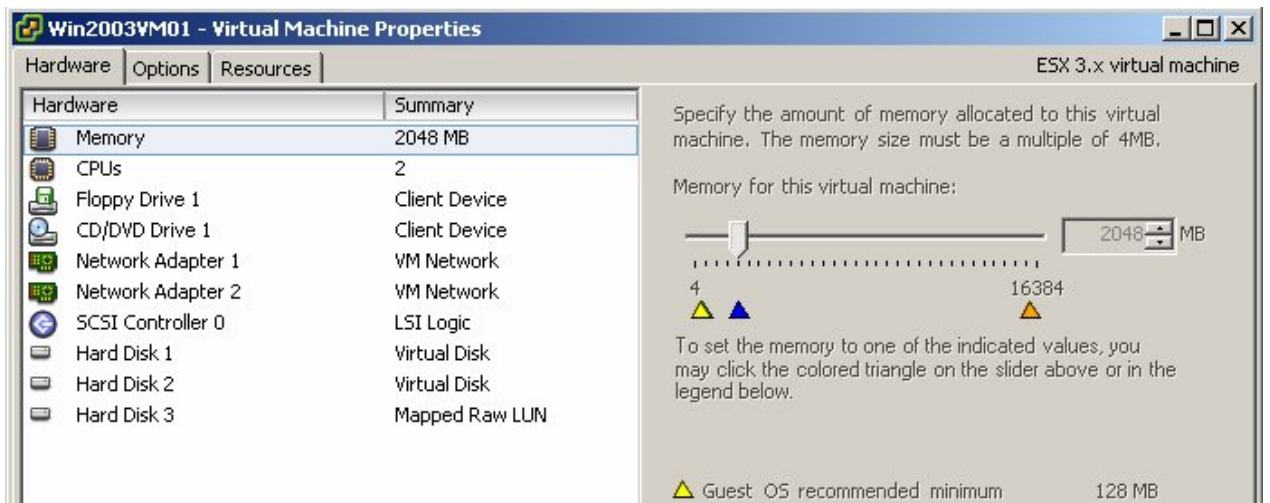 Win2003VM01 - Virtual Machine Properties
Hardware Options Resources ESX 3.x virtual machine
Hardware Summary
Memory 2048 MB
CPUs 2
Floppy Drive 1 Client Device
CD/DVD Drive 1 Client Device
Network Adapter 1 VM Network
Network Adapter 2 VM Network
SCSI Controller 0 LSI Logic
Hard Disk 1 Virtual Disk
Hard Disk 2 Virtual Disk
Hard Disk 3 Mapped Raw LUN
Specify the amount of memory allocated to this virtual
machine. The memory size must be a multiple of 4MB.
Memory for this virtual machine:
2048 MB
4 16384
To set the memory to one of the indicated values, you
may click the colored triangle on the slider above or in the
legend below.
Guest OS recommended minimum 128 MB